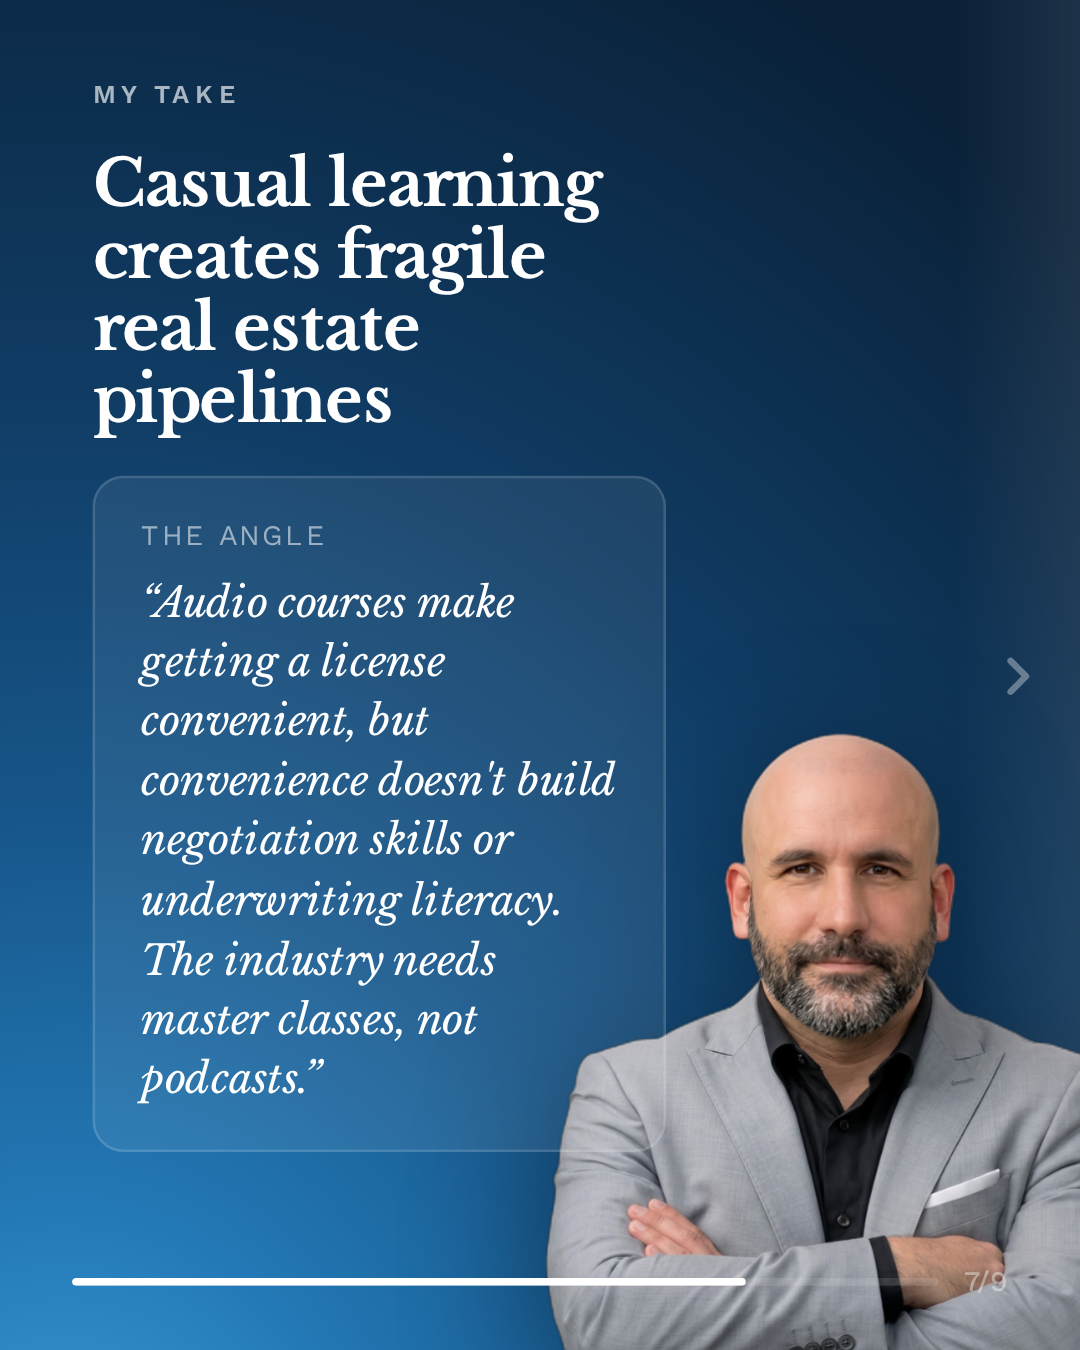 MY TAKE
Casual learning
creates fragile
real estate
pipelines
THE ANGLE
“Audio courses make
getting a license
convenient, but
convenience doesn't build
negotiation skills or
underwriting literacy.
The industry needs
master classes, not
podcasts.”
7/9